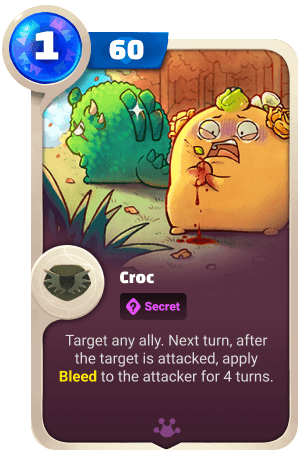 1
60
Croc
Secret
Target any ally. Next turn, after
the target is attacked, apply
Bleed to the attacker for 4 turns.